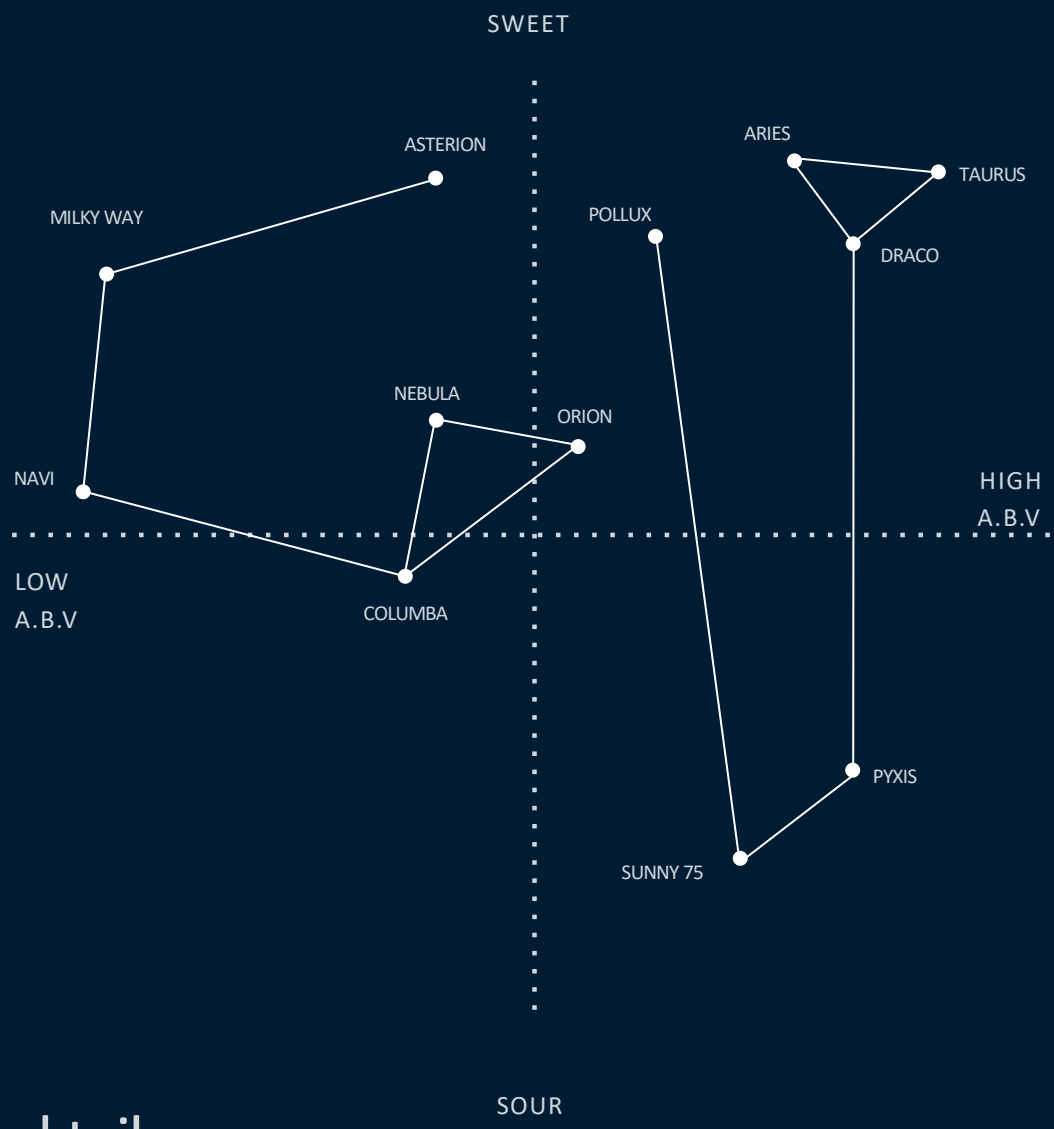 SWEET
ARIES
ASTERION
TAURUS
MILKY WAY
POLLUX
DRACO
NEBULA
ORION
NAVI
HIGH
A.B.V
LOW
A.B.V
COLUMBA
PYXIS
SUNNY 75
SOUR